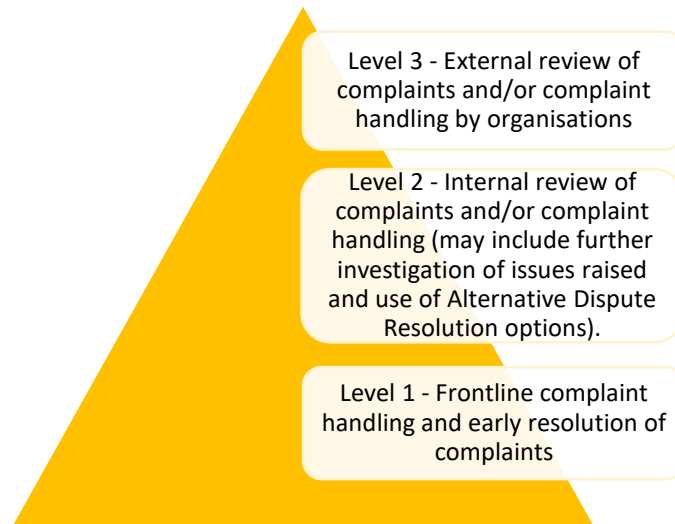 Level 3 - External review of
complaints and/or complaint
handling by organisations
Level 2 - Internal review of
complaints and/or complaint
handling (may include further
investigation of issues raised
and use of Alternative Dispute
Resolution options).
Level 1 - Frontline complaint
handling and early resolution of
complaints